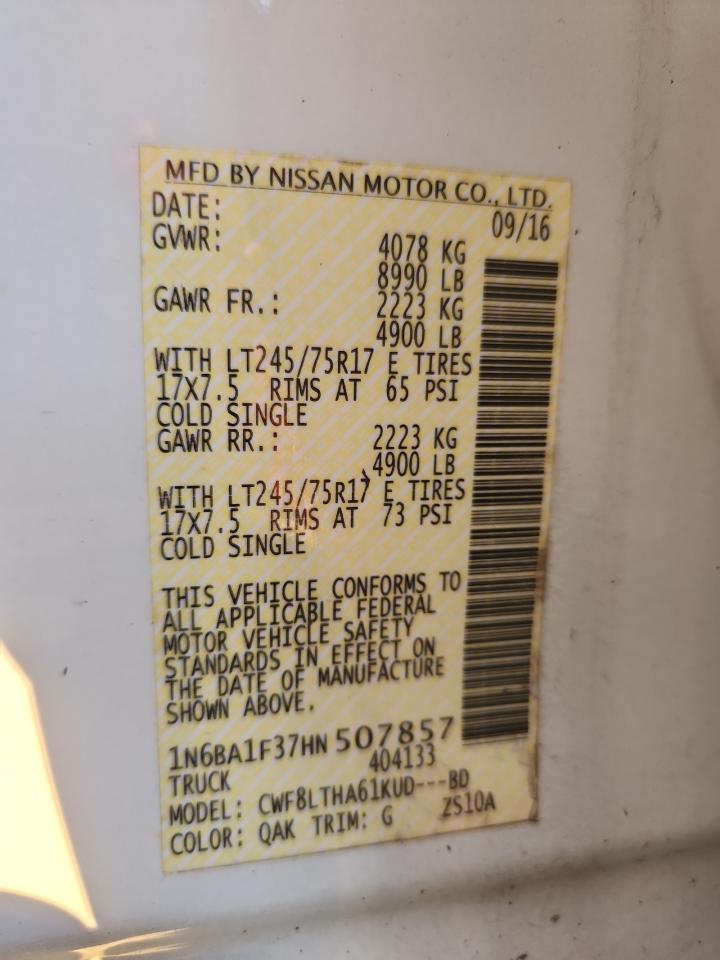 MFD BY NISSAN MOTOR CO., LTD.
DATE: 09/16
GVWR: 4078 KG
8990 LB
GAWR FR.: 2223 KG
4900 LB
WITH LT245/75R17 E TIRES
17X7.5 RIMS AT 65 PSI
COLD SINGLE
GAWR RR.: 2223 KG
4900 LB
WITH LT245/75R17 E TIRES
17X7.5 RIMS AT 73 PSI
COLD SINGLE
THIS VEHICLE CONFORMS TO
ALL APPLICABLE FEDERAL
MOTOR VEHICLE SAFETY
STANDARDS IN EFFECT ON
THE DATE OF MANUFACTURE
SHOWN ABOVE.
1N6BA1F37HN507857
TRUCK 404133
MODEL: CWF8LTHA61KUD---BD
COLOR: QAK TRIM: G ZS10A